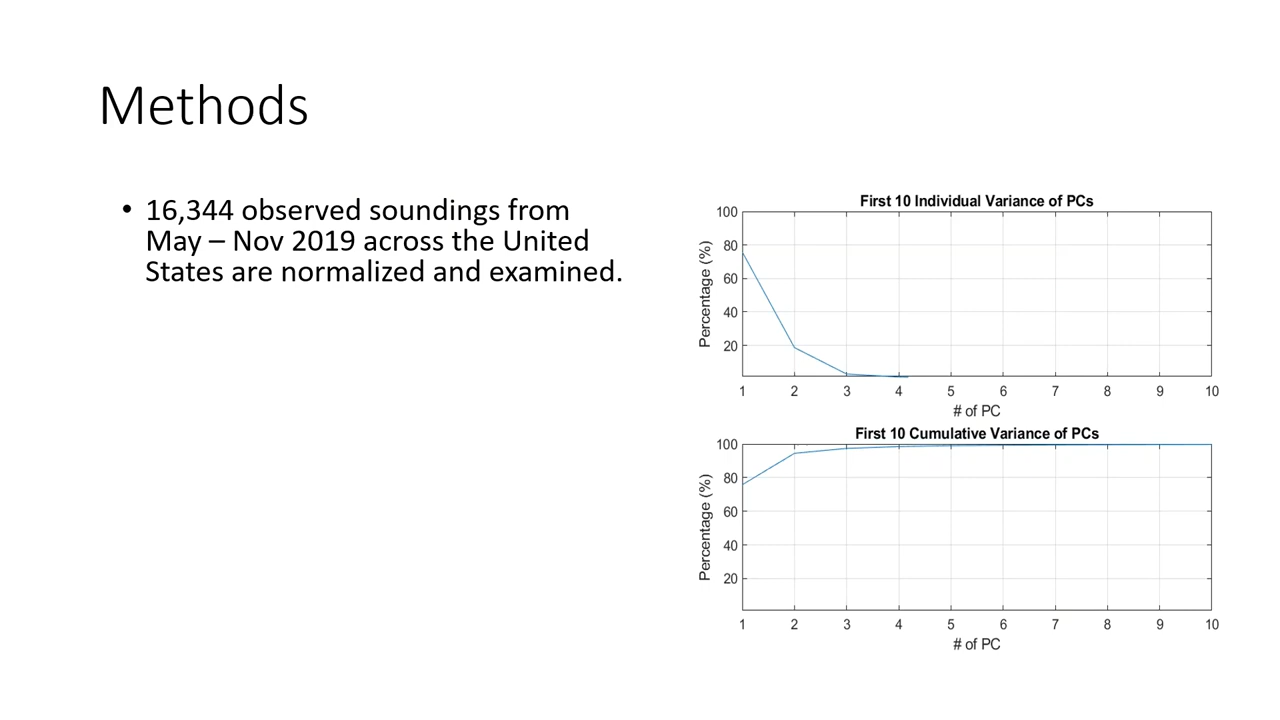 Methods
• 16,344 observed soundings from
May – Nov 2019 across the United
States are normalized and examined.
First 10 Individual Variance of PCs
Percentage (%)
100
80
60
40
20
1 2 3 4 5 6 7 8 9 10
# of PC
First 10 Cumulative Variance of PCs
Percentage (%)
100
80
60
40
20
1 2 3 4 5 6 7 8 9 10
# of PC